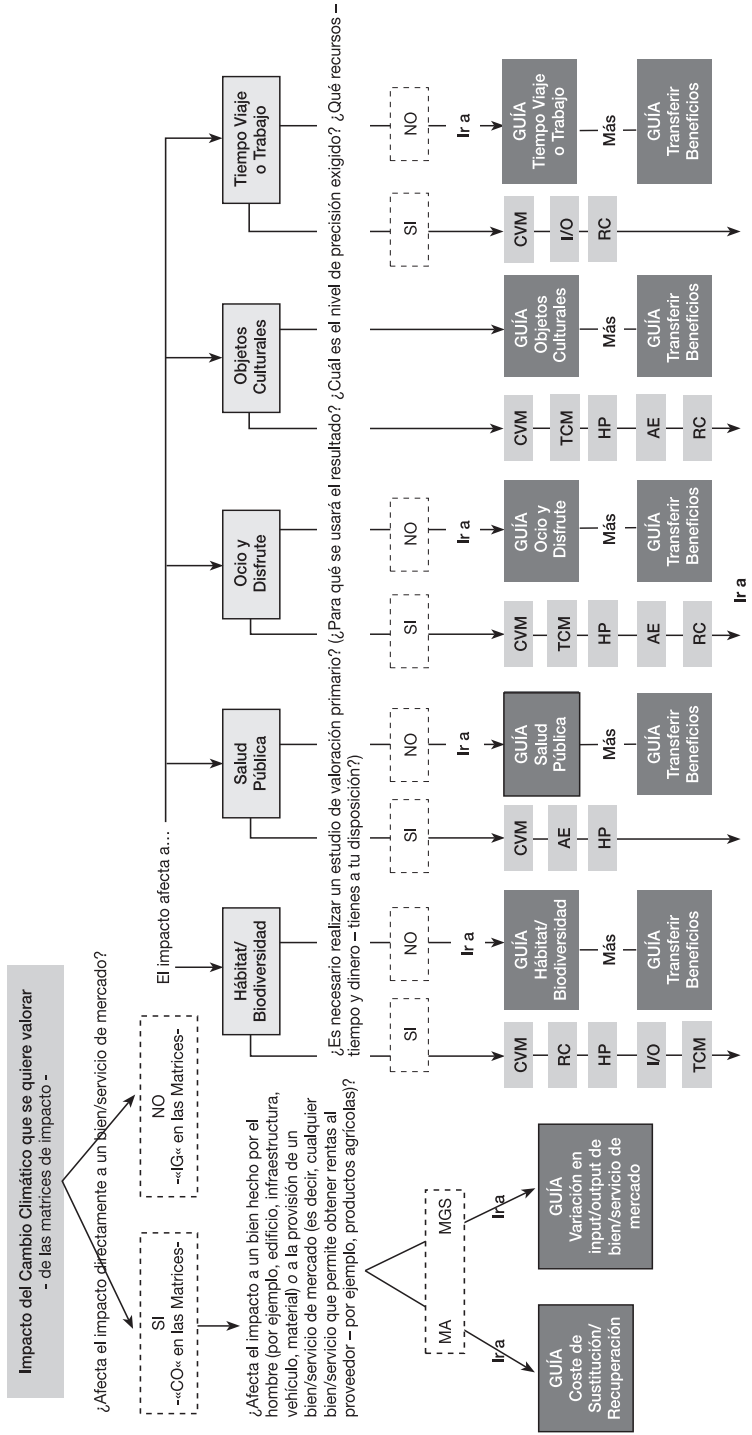 Impacto del Cambio Climático que se quiere valorar
- de las matrices de impacto -
¿Afecta el impacto directamente a un bien/servicio de mercado?
SI
-«CO« en las Matrices-
NO
-«IG« en las Matrices-
¿Afecta el impacto a un bien hecho por el
hombre (por ejemplo, edificio, infraestructura,
vehículo, material) o a la provisión de un
bien/servicio de mercado (es decir, cualquier
bien/servicio que permite obtener rentas al
proveedor – por ejemplo, productos agrícolas)?
MA
MGS
Ir a
Ir a
GUÍA
Coste de
Sustitución/
Recuperación
GUÍA
Variación en
input/output de
bien/servicio de
mercado
El impacto afecta a...
Hábitat/
Biodiversidad
Salud
Pública
Ocio y
Disfrute
Objetos
Culturales
Tiempo Viaje
o Trabajo
¿Es necesario realizar un estudio de valoración primario? (¿Para qué se usará el resultado? ¿Cuál es el nivel de precisión exigido? ¿Qué recursos –
tiempo y dinero – tienes a tu disposición?)
SI
NO
Ir a
CVM
RC
HP
I/O
TCM
GUÍA
Hábitat/
Biodiversidad
Más
GUÍA
Transferir
Beneficios
SI
NO
Ir a
CVM
AE
HP
GUÍA
Salud
Pública
Más
GUÍA
Transferir
Beneficios
SI
NO
Ir a
CVM
TCM
HP
AE
RC
GUÍA
Ocio y
Disfrute
Más
GUÍA
Transferir
Beneficios
CVM
TCM
HP
AE
RC
GUÍA
Objetos
Culturales
Más
GUÍA
Transferir
Beneficios
SI
NO
Ir a
CVM
I/O
RC
GUÍA
Tiempo Viaje
o Trabajo
Más
GUÍA
Transferir
Beneficios
Ir a